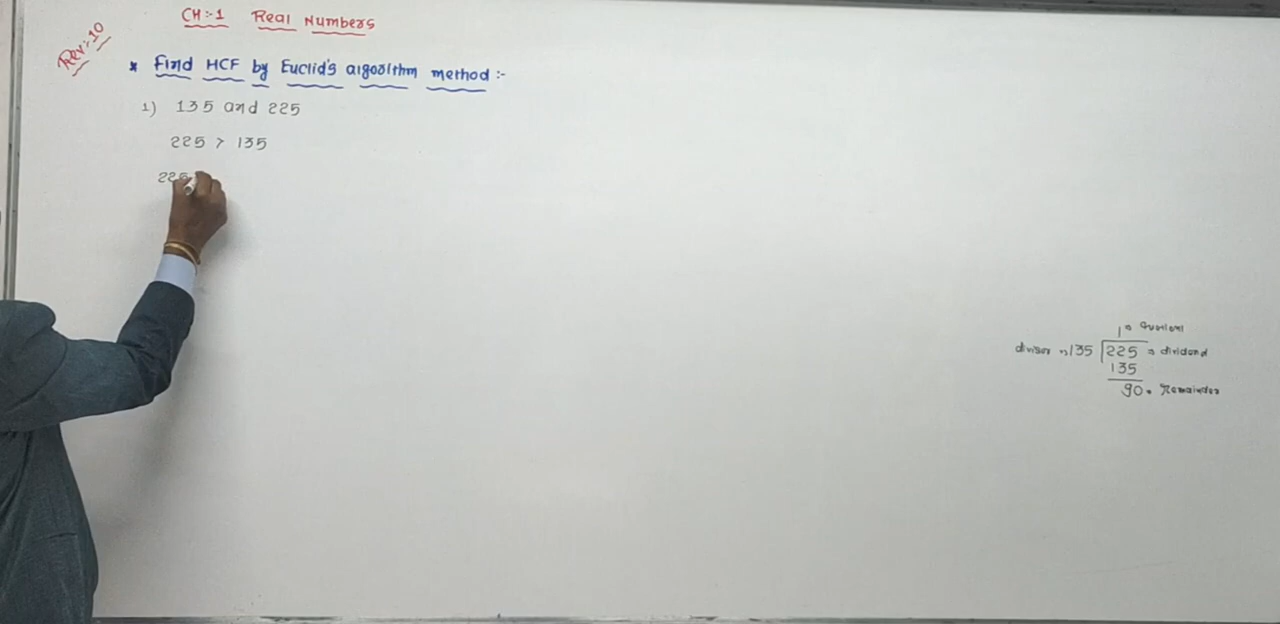 CH:-1 Real Numbers
Rev:-10
* Find HCF by Euclid's algorithm method :-
1) 135 and 225
225 > 135
225
1 ⇒ Quotient
divisor ⇒ 135 225 ⇒ dividend
135
90 ⇒ Remainder